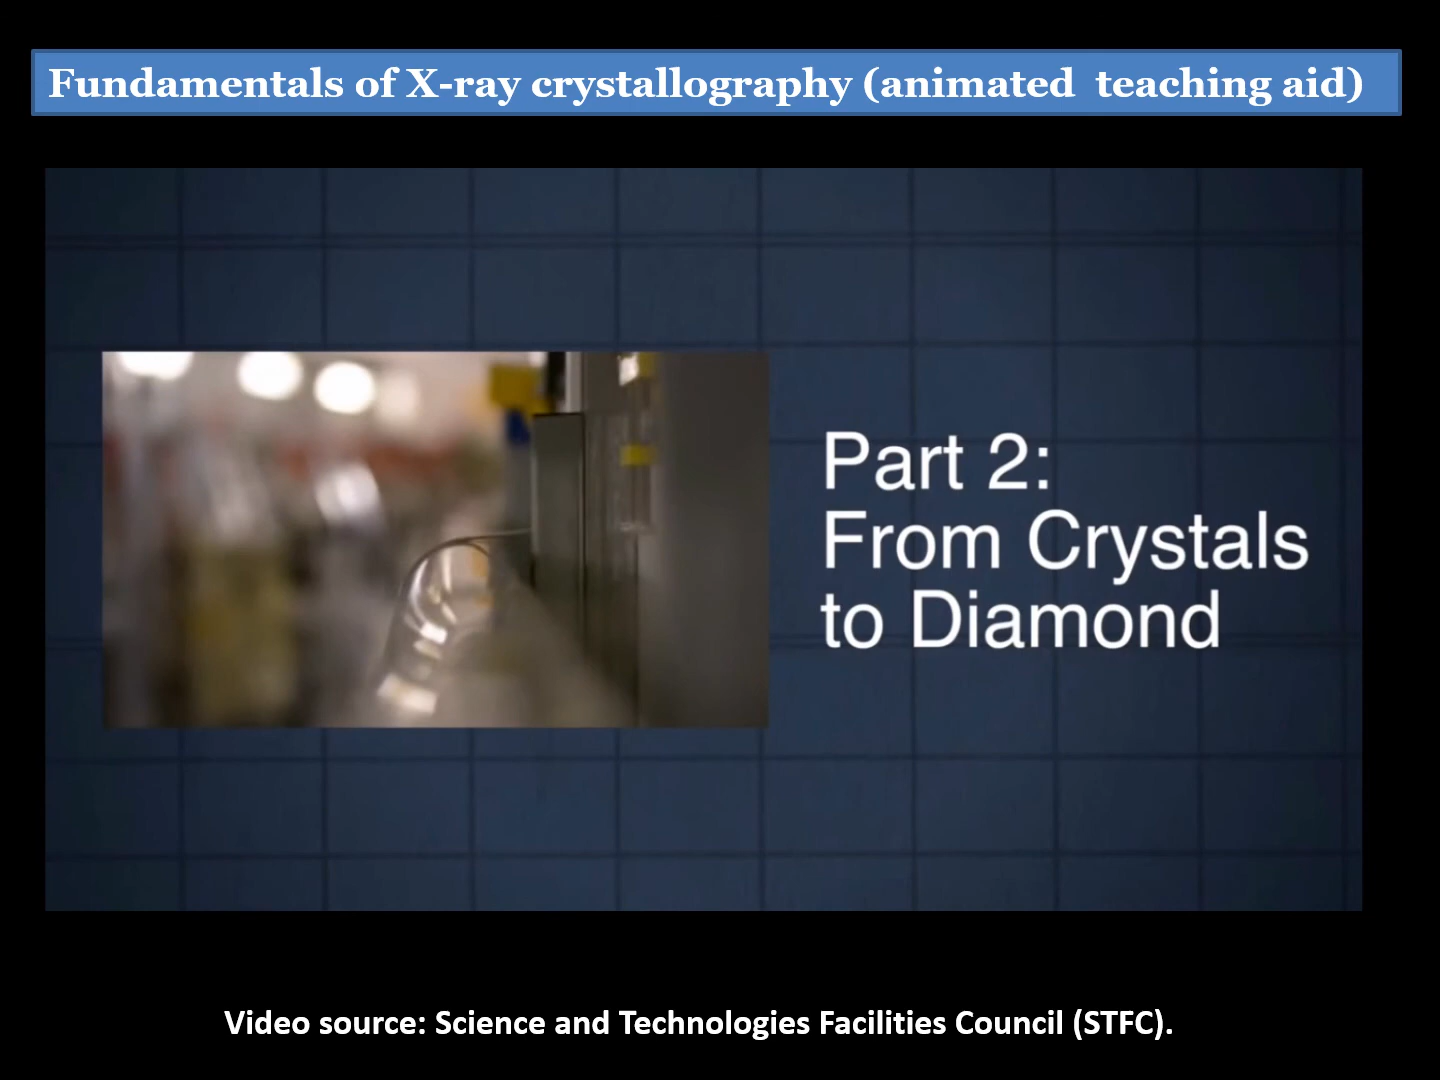 Fundamentals of X-ray crystallography (animated teaching aid)
Part 2:
From Crystals
to Diamond
Video source: Science and Technologies Facilities Council (STFC).